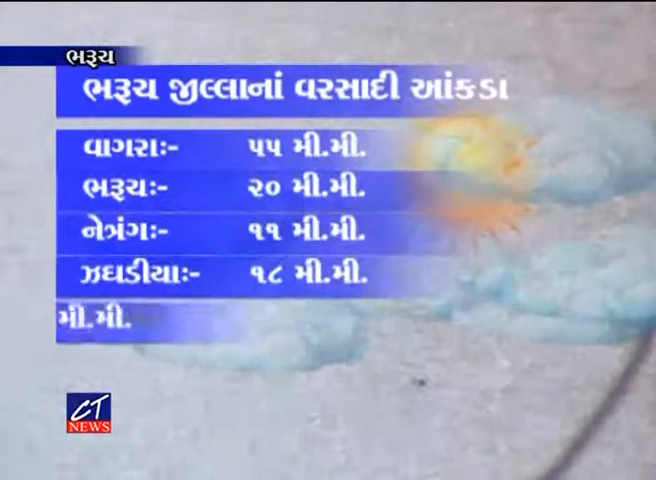 ભરૂચ
ભરૂચ જીલ્લાનાં વરસાદી આંકડા
વાગરાઃ- ૫૫ મી.મી.
ભરૂચઃ- ૨૦ મી.મી.
નેત્રંગઃ- ૧૧ મી.મી.
ઝઘડીયાઃ- ૧૮ મી.મી.
મી.મી.
CT
NEWS